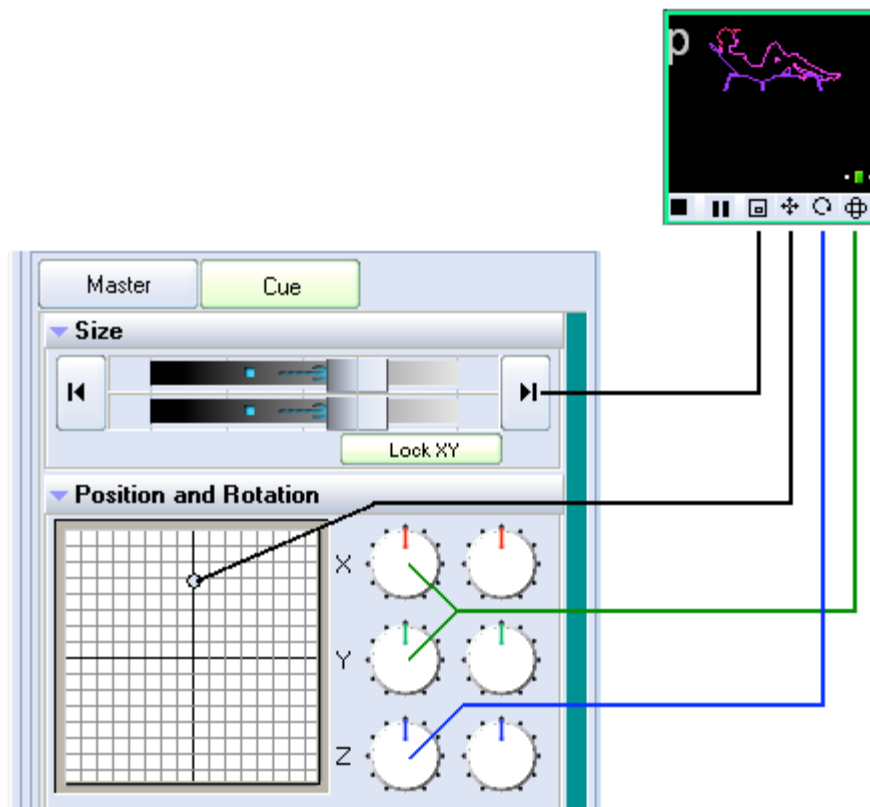 p
Master
Cue
Size
Lock XY
Position and Rotation
X
Y
Z